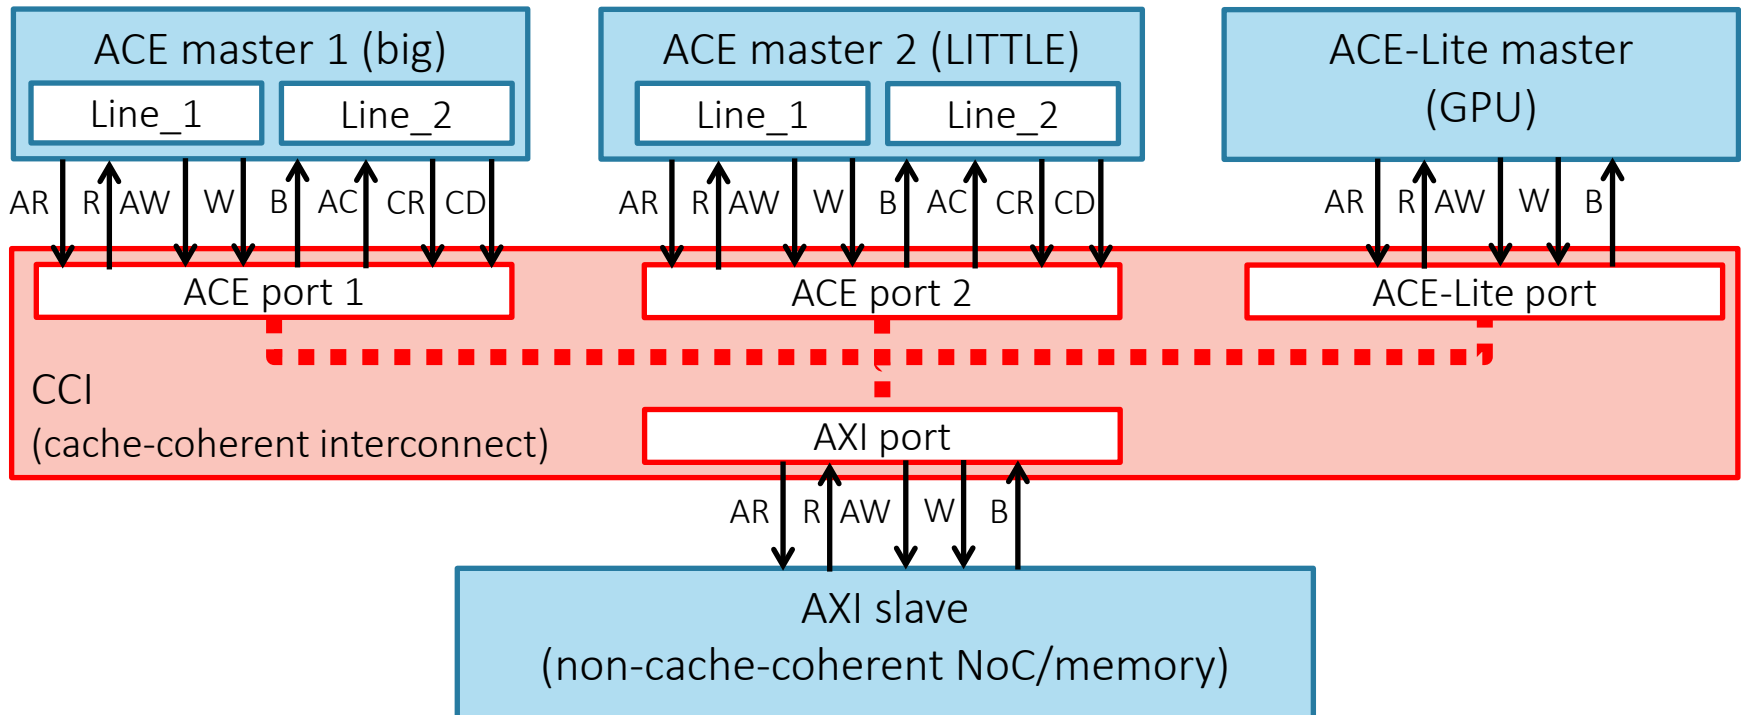 ACE master 1 (big)
Line_1
Line_2
ACE master 2 (LITTLE)
Line_1
Line_2
ACE-Lite master
(GPU)
AR R AW W B AC CR CD
AR R AW W B AC CR CD
AR R AW W B
ACE port 1
ACE port 2
ACE-Lite port
CCI
(cache-coherent interconnect)
AXI port
AR R AW W B
AXI slave
(non-cache-coherent NoC/memory)